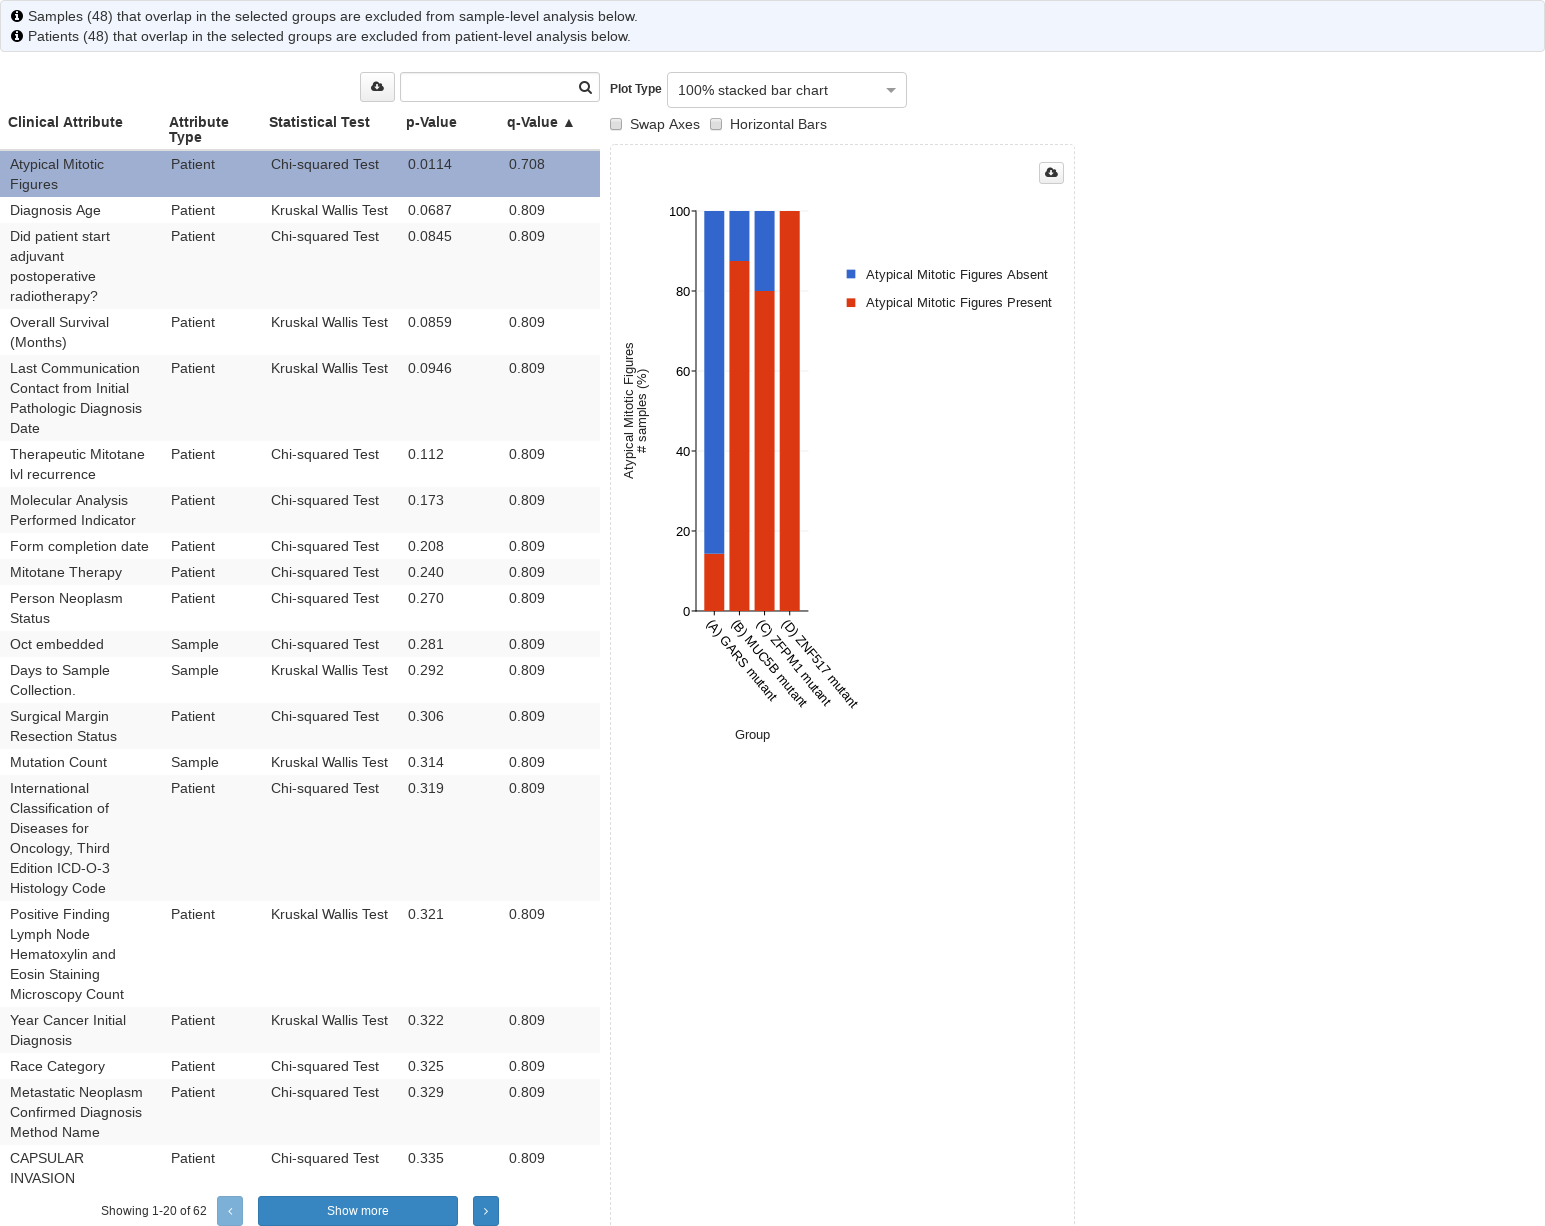 Samples (48) that overlap in the selected groups are excluded from sample-level analysis below.
Patients (48) that overlap in the selected groups are excluded from patient-level analysis below.
Clinical Attribute Attribute Type Statistical Test p-Value q-Value ▲
Atypical Mitotic Figures Patient Chi-squared Test 0.0114 0.708
Diagnosis Age Patient Kruskal Wallis Test 0.0687 0.809
Did patient start adjuvant postoperative radiotherapy? Patient Chi-squared Test 0.0845 0.809
Overall Survival (Months) Patient Kruskal Wallis Test 0.0859 0.809
Last Communication Contact from Initial Pathologic Diagnosis Date Patient Kruskal Wallis Test 0.0946 0.809
Therapeutic Mitotane lvl recurrence Patient Chi-squared Test 0.112 0.809
Molecular Analysis Performed Indicator Patient Chi-squared Test 0.173 0.809
Form completion date Patient Chi-squared Test 0.208 0.809
Mitotane Therapy Patient Chi-squared Test 0.240 0.809
Person Neoplasm Status Patient Chi-squared Test 0.270 0.809
Oct embedded Sample Chi-squared Test 0.281 0.809
Days to Sample Collection. Sample Kruskal Wallis Test 0.292 0.809
Surgical Margin Resection Status Patient Chi-squared Test 0.306 0.809
Mutation Count Sample Kruskal Wallis Test 0.314 0.809
International Classification of Diseases for Oncology, Third Edition ICD-O-3 Histology Code Patient Chi-squared Test 0.319 0.809
Positive Finding Lymph Node Hematoxylin and Eosin Staining Microscopy Count Patient Kruskal Wallis Test 0.321 0.809
Year Cancer Initial Diagnosis Patient Kruskal Wallis Test 0.322 0.809
Race Category Patient Chi-squared Test 0.325 0.809
Metastatic Neoplasm Confirmed Diagnosis Method Name Patient Chi-squared Test 0.329 0.809
CAPSULAR INVASION Patient Chi-squared Test 0.335 0.809
Showing 1-20 of 62 ‹ Show more ›
Plot Type 100% stacked bar chart
Swap Axes Horizontal Bars
100
80
60
40
20
0
Atypical Mitotic Figures
# samples (%)
Atypical Mitotic Figures Absent
Atypical Mitotic Figures Present
(A) GARS mutant
(B) MUC5B mutant
(C) ZFPM1 mutant
(D) ZNF517 mutant
Group